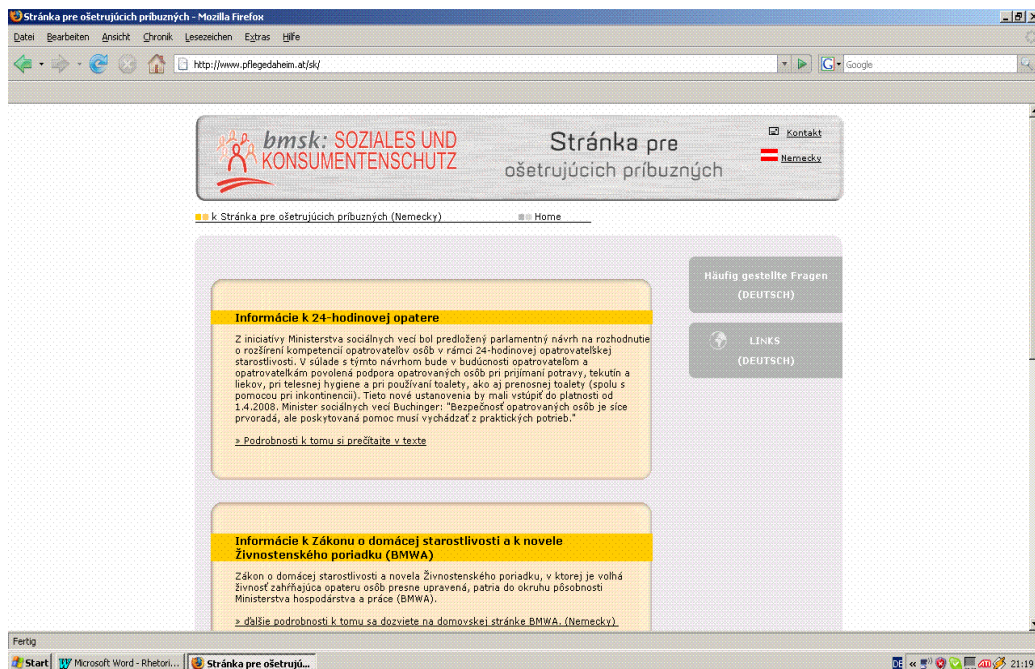 Stránka pre ošetrujúcich príbuzných - Mozilla Firefox
Datei Bearbeiten Ansicht Chronik Lesezeichen Extras Hilfe
http://www.pflegedaheim.at/sk/
G Google
bmsk: SOZIALES UND
KONSUMENTENSCHUTZ
Stránka pre
ošetrujúcich príbuzných
Kontakt
Nemecky
k Stránka pre ošetrujúcich príbuzných (Nemecky)
Home
Häufig gestellte Fragen
(DEUTSCH)
LINKS
(DEUTSCH)
Informácie k 24-hodinovej opatere
Z iniciatívy Ministerstva sociálnych vecí bol predložený parlamentný návrh na rozhodnutie
o rozšírení kompetencií opatrovateľov osôb v rámci 24-hodinovej opatrovateľskej
starostlivosti. V súlade s týmto návrhom bude v budúcnosti opatrovateľom a
opatrovateľkám povolená podpora opatrovaných osôb pri prijímaní potravy, tekutín a
liekov, pri telesnej hygiene a pri používaní toalety, ako aj prenosnej toalety (spolu s
pomocou pri inkontinencii). Tieto nové ustanovenia by mali vstúpiť do platnosti od
1.4.2008. Minister sociálnych vecí Buchinger: "Bezpečnosť opatrovaných osôb je síce
prvoradá, ale poskytovaná pomoc musí vychádzať z praktických potrieb."
» Podrobnosti k tomu si prečítajte v texte
Informácie k Zákonu o domácej starostlivosti a k novele
Živnostenského poriadku (BMWA)
Zákon o domácej starostlivosti a novela Živnostenského poriadku, v ktorej je volhá
živnosť zahŕňajúca opateru osôb presne upravená, patria do okruhu pôsobnosti
Ministerstva hospodárstva a práce (BMWA).
» ďalšie podrobnosti k tomu sa dozviete na domovskej stránke BMWA. (Nemecky)
Fertig
Start
Microsoft Word - Rhetori...
Stránka pre ošetrujú...
DE
«
21:19